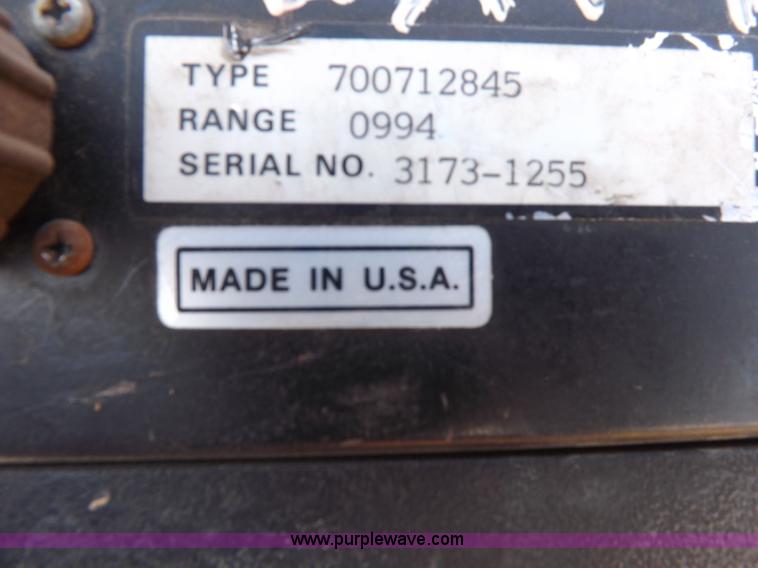 TYPE 700712845
RANGE 0994
SERIAL NO. 3173-1255
MADE IN U.S.A.
www.purplewave.com